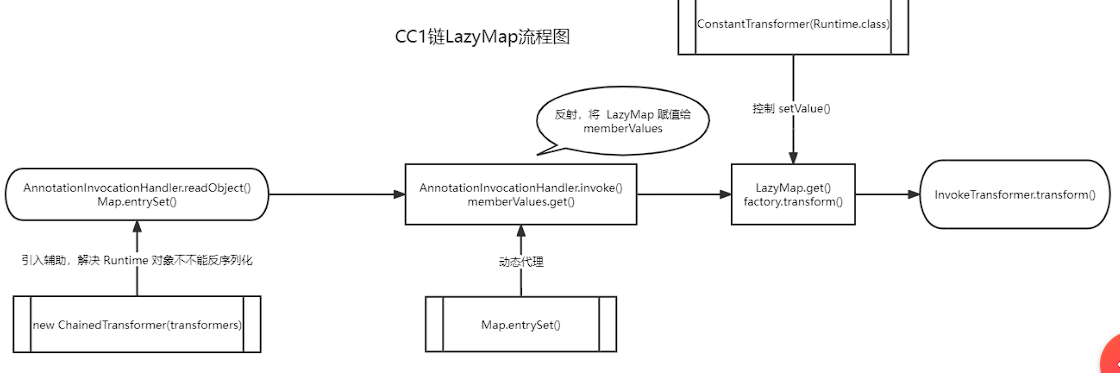 ConstantTransformer(Runtime.class)
CC1链LazyMap流程图
控制 setValue()
反射，将 LazyMap 赋值给
memberValues
AnnotationInvocationHandler.readObject()
Map.entrySet()
AnnotationInvocationHandler.invoke()
memberValues.get()
LazyMap.get()
factory.transform()
InvokeTransformer.transform()
引入辅助，解决 Runtime 对象不不能反序列化
动态代理
new ChainedTransformer(transformers)
Map.entrySet()